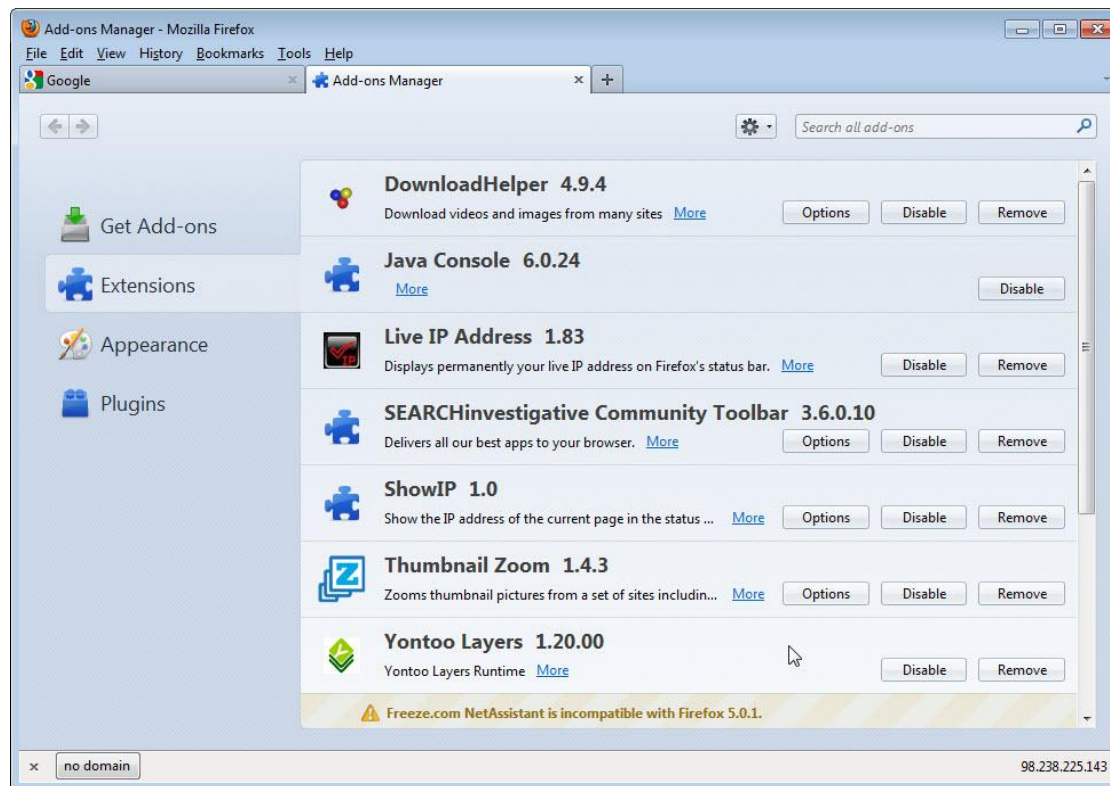 Add-ons Manager - Mozilla Firefox
File Edit View History Bookmarks Tools Help
Google
Add-ons Manager
Search all add-ons
Get Add-ons
Extensions
Appearance
Plugins
DownloadHelper 4.9.4
Download videos and images from many sites More Options Disable Remove
Java Console 6.0.24
More Disable
Live IP Address 1.83
Displays permanently your live IP address on Firefox's status bar. More Disable Remove
SEARCHinvestigative Community Toolbar 3.6.0.10
Delivers all our best apps to your browser. More Options Disable Remove
ShowIP 1.0
Show the IP address of the current page in the status ... More Options Disable Remove
Thumbnail Zoom 1.4.3
Zooms thumbnail pictures from a set of sites includin... More Options Disable Remove
Yontoo Layers 1.20.00
Yontoo Layers Runtime More Disable Remove
Freeze.com NetAssistant is incompatible with Firefox 5.0.1.
x no domain 98.238.225.143